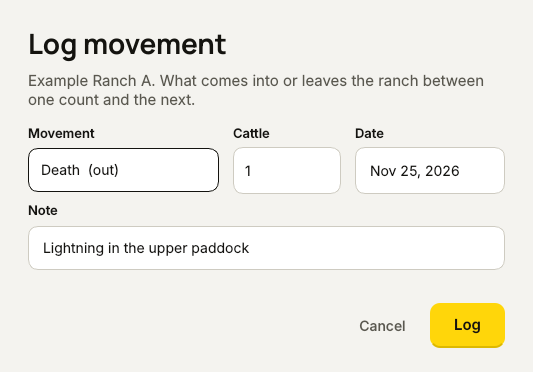 Log movement
Example Ranch A. What comes into or leaves the ranch between
one count and the next.
Movement Cattle Date
Death (out) 1 Nov 25, 2026
Note
Lightning in the upper paddock
Cancel Log